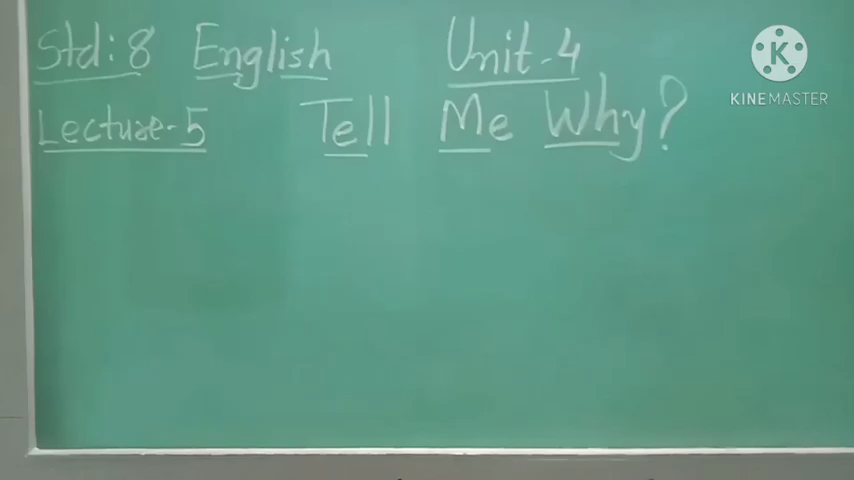 Std: 8 English Unit-4
Lecture-5 Tell Me Why?
K
KINEMASTER